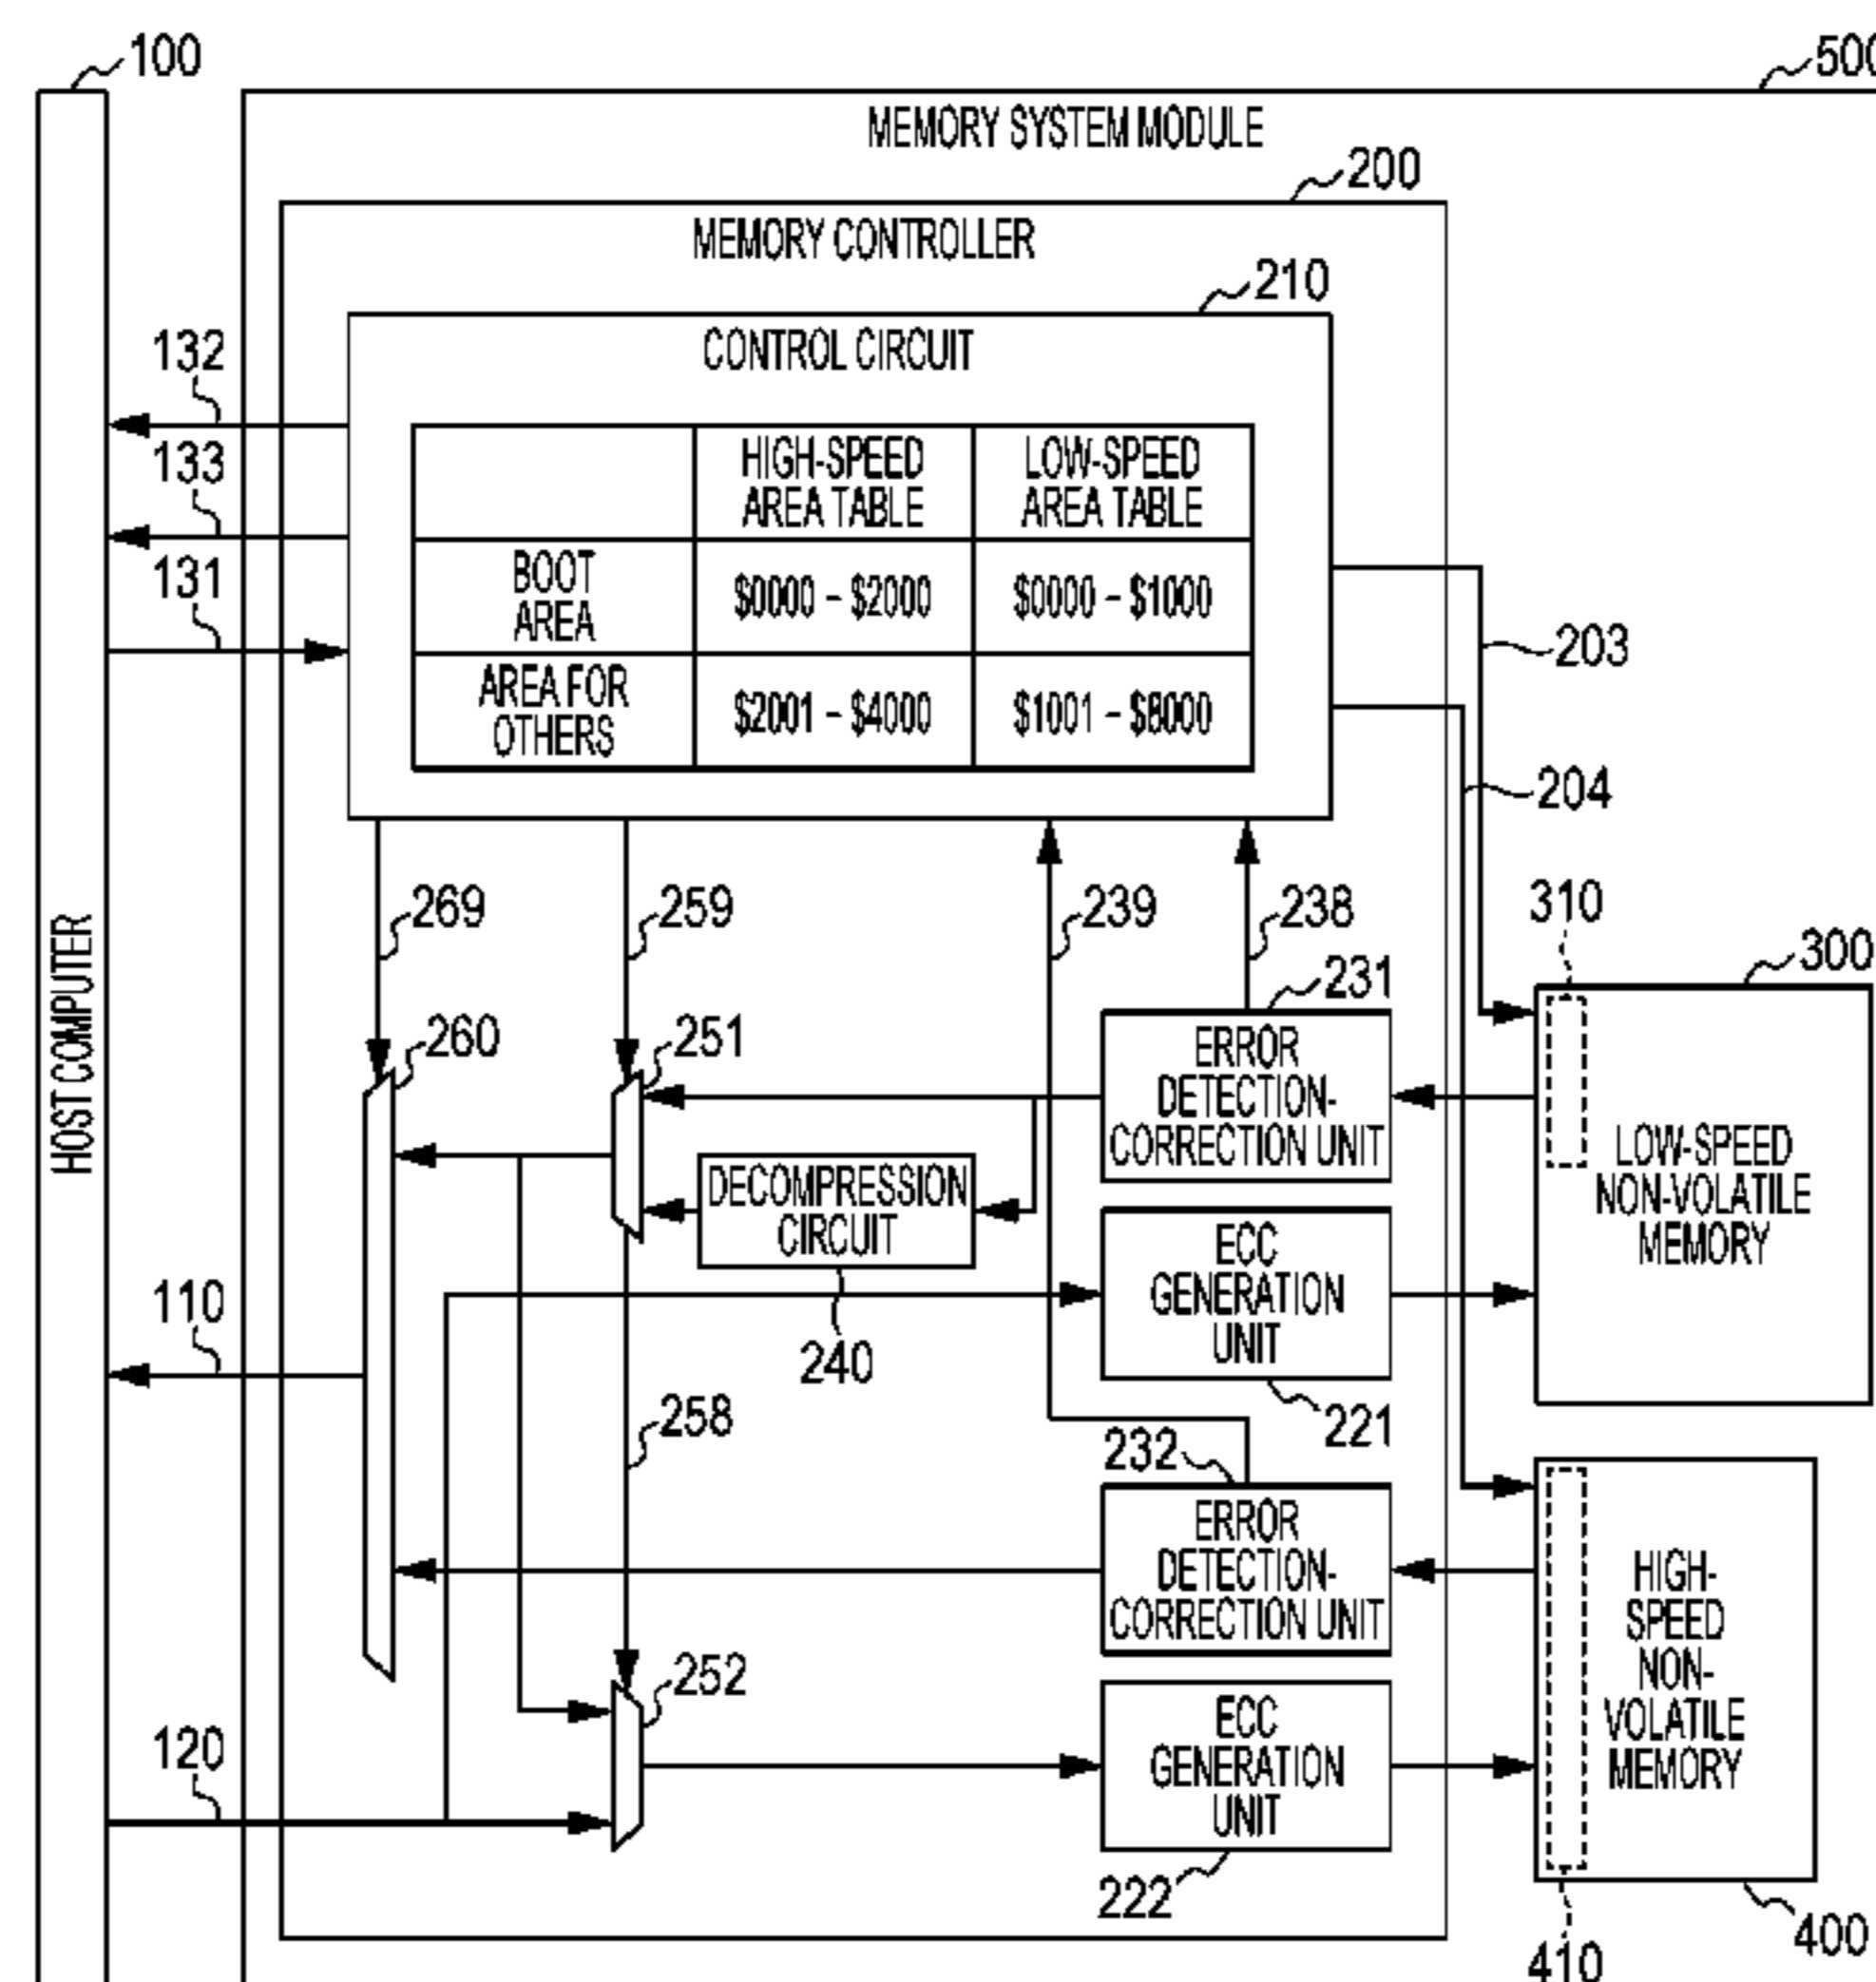 100
500
MEMORY SYSTEM MODULE
200
MEMORY CONTROLLER
210
CONTROL CIRCUIT
132
133
131
HIGH-SPEED
AREA TABLE
LOW-SPEED
AREA TABLE
BOOT
AREA
$0000 – $2000
$0000 – $1000
AREA FOR
OTHERS
$2001 – $4000
$1001 – $8000
203
204
269
259
239
238
310
300
HOST COMPUTER
260
251
231
ERROR
DETECTION-
CORRECTION UNIT
LOW-SPEED
NON-VOLATILE
MEMORY
DECOMPRESSION
CIRCUIT
240
ECC
GENERATION
UNIT
221
110
258
232
ERROR
DETECTION-
CORRECTION UNIT
HIGH-
SPEED
NON-
VOLATILE
MEMORY
252
120
ECC
GENERATION
UNIT
222
410
400